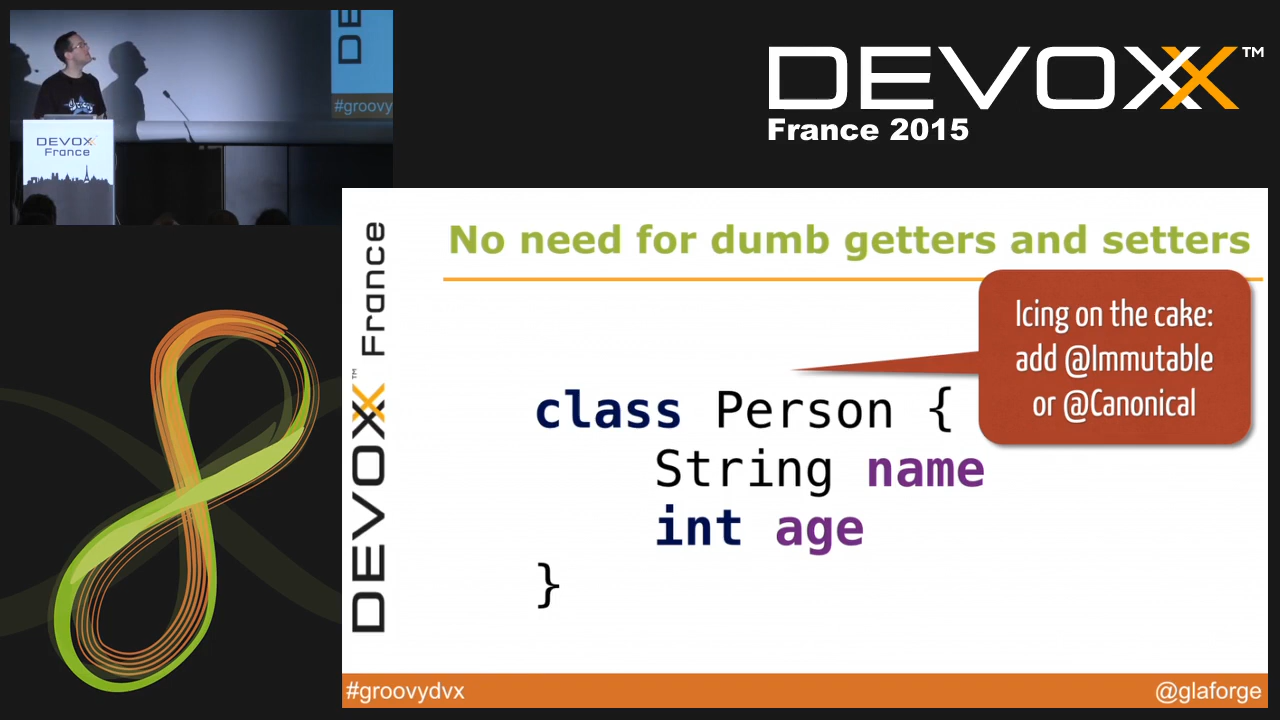 DE
#groovy
DEVOXX
France
DEVOXX™
France 2015
DEVOXX™ France
No need for dumb getters and setters
Icing on the cake:
add @Immutable
or @Canonical
class Person {
String name
int age
}
#groovydvx
@glaforge